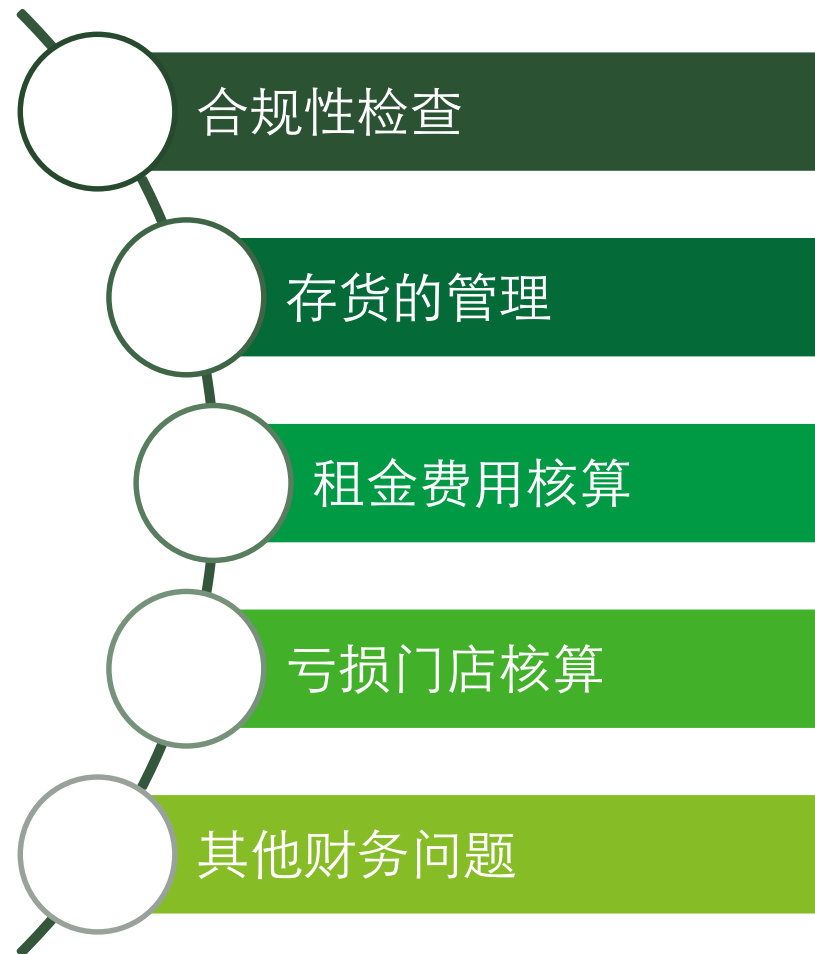 合规性检查
存货的管理
租金费用核算
亏损门店核算
其他财务问题